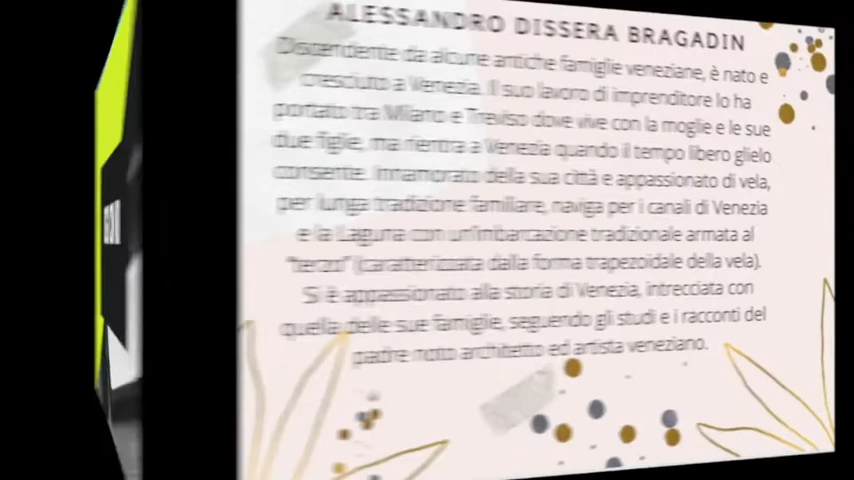 ALESSANDRO DISSERA BRAGADIN
Discendente da alcune antiche famiglie veneziane, è nato e
cresciuto a Venezia. Il suo lavoro di imprenditore lo ha
portato tra Milano e Treviso dove vive con la moglie e le sue
due figlie, ma rientra a Venezia quando il tempo libero glielo
consente. Innamorato della sua città e appassionato di vela,
per lunga tradizione familiare, naviga per i canali di Venezia
e la Laguna con un'imbarcazione tradizionale armata al
"terzo" (caratterizzata dalla forma trapezoidale della vela).
Si è appassionato alla storia di Venezia, intrecciata con
quella delle sue famiglie, seguendo gli studi e i racconti del
padre noto architetto ed artista veneziano.